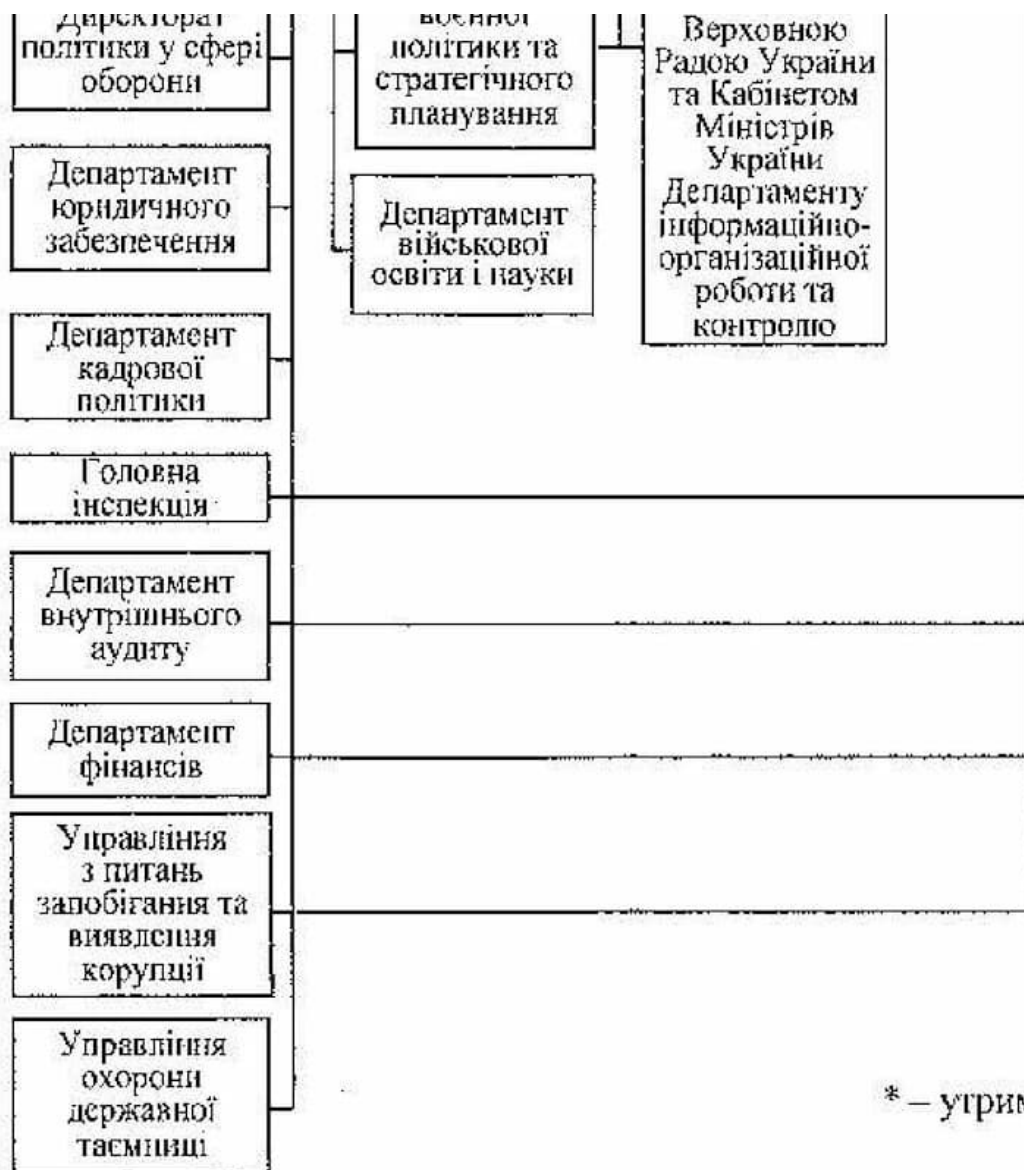 Директорат
політики у сфері
оборони
Департамент
юридичного
забезпечення
Департамент
кадрової
політики
Головна
інспекція
Департамент
внутрішнього
аудиту
Департамент
фінансів
Управління
з питань
запобігання та
виявлення
корупції
Управління
охорони
державної
таємниці
воєнної
політики та
стратегічного
планування
Департамент
військової
освіти і науки
Верховною
Радою України
та Кабінетом
Міністрів
України
Департаменту
інформаційно-
організаційної
роботи та
контролю
* – утрим